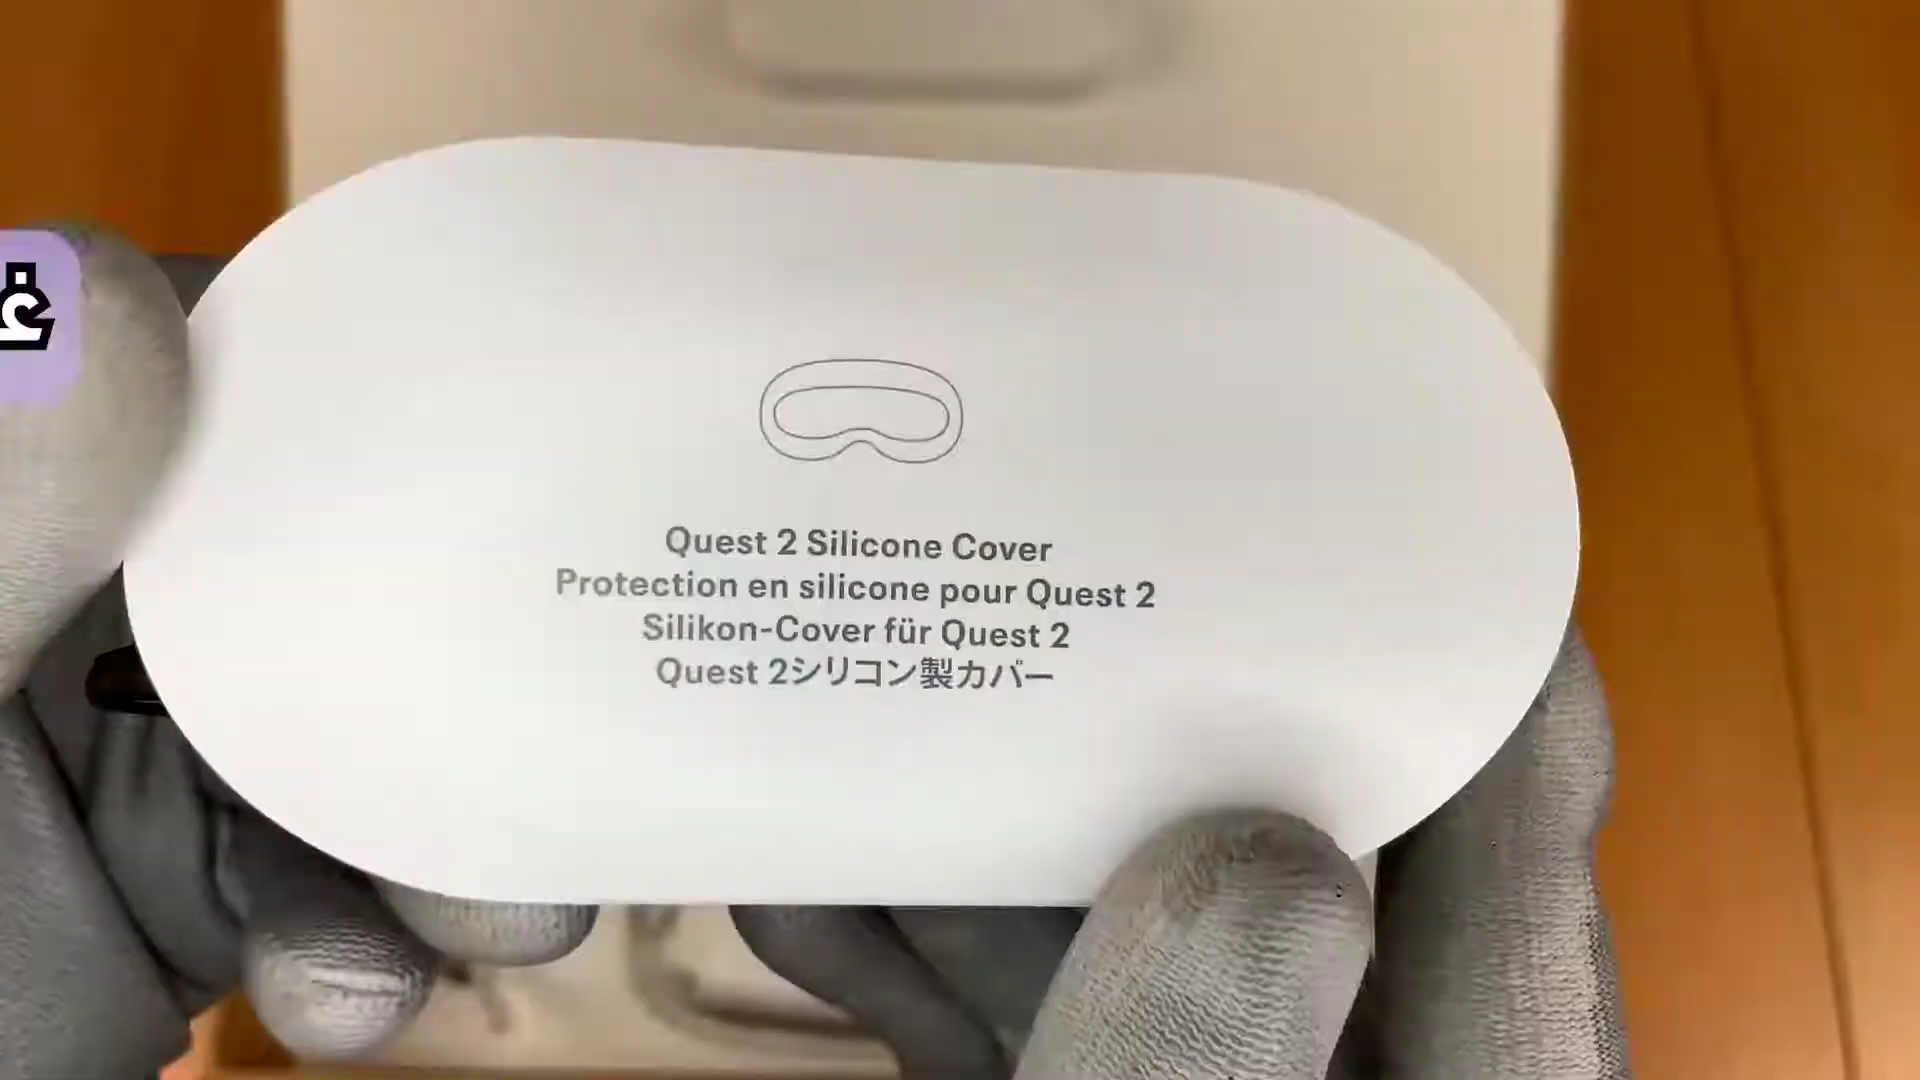 Quest 2 Silicone Cover
Protection en silicone pour Quest 2
Silikon-Cover für Quest 2
Quest 2シリコン製カバー